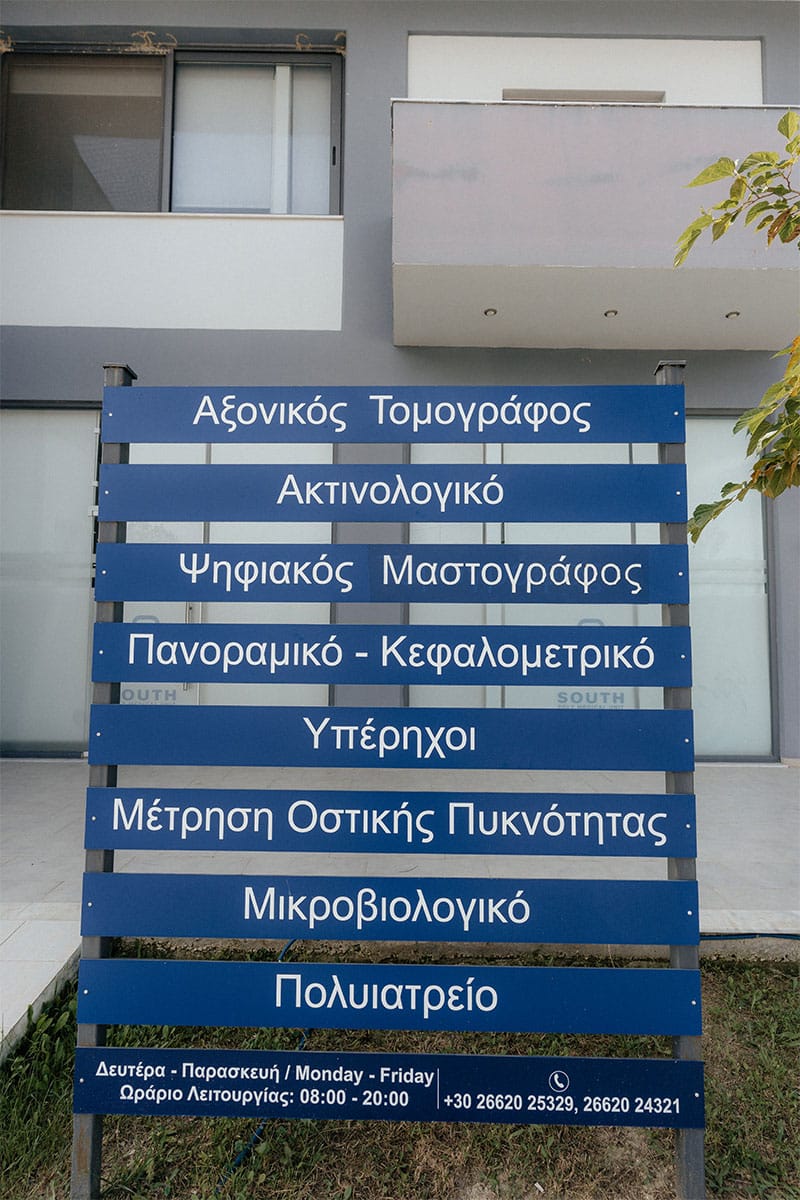 Αξονικός Τομογράφος
Ακτινολογικό
Ψηφιακός Μαστογράφος
Πανοραμικό - Κεφαλομετρικό
SOUTH
SOUTH
Υπέρηχοι
Μέτρηση Οστικής Πυκνότητας
Μικροβιολογικό
Πολυιατρείο
Δευτέρα - Παρασκευή / Monday - Friday
Ωράριο Λειτουργίας: 08:00 - 20:00
+30 26620 25329, 26620 24321